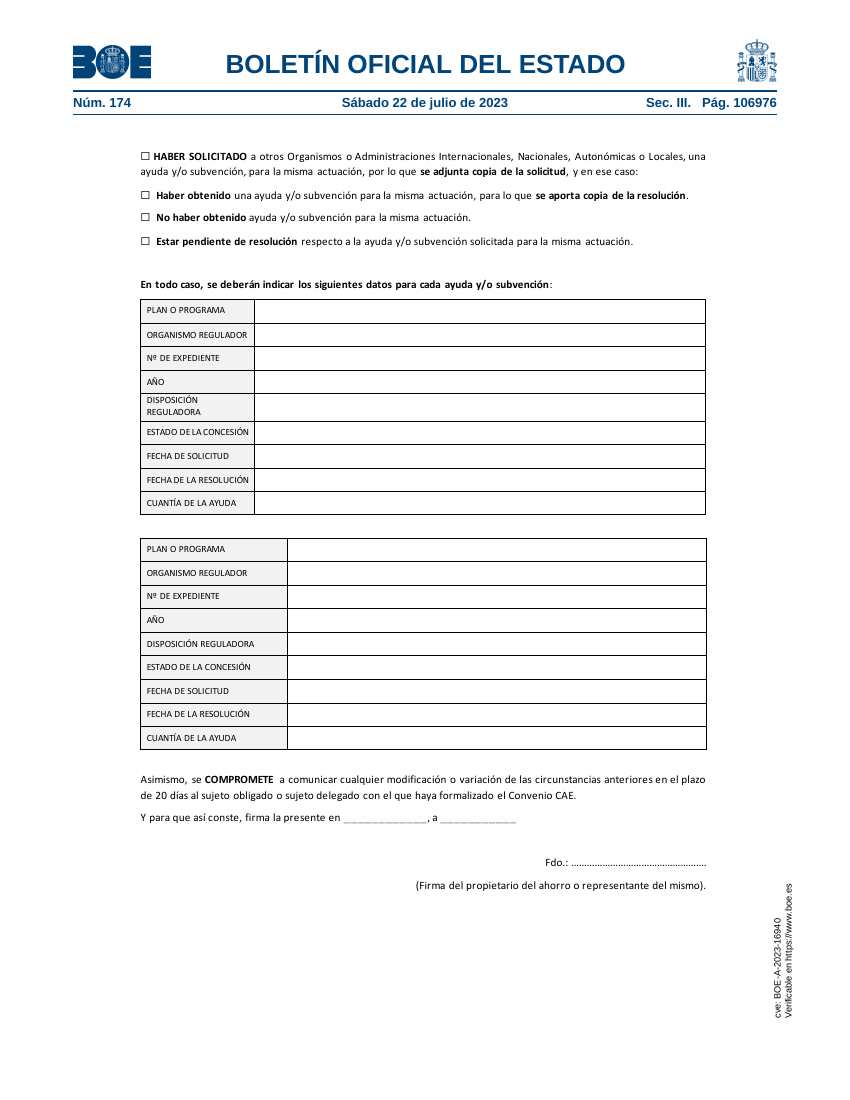 BOE
BOLETÍN OFICIAL DEL ESTADO
Núm. 174
Sábado 22 de julio de 2023
Sec. III. Pág. 106976
☐ HABER SOLICITADO a otros Organismos o Administraciones Internacionales, Nacionales, Autonómicas o Locales, una
ayuda y/o subvención, para la misma actuación, por lo que se adjunta copia de la solicitud, y en ese caso:
☐ Haber obtenido una ayuda y/o subvención para la misma actuación, para lo que se aporta copia de la resolución.
☐ No haber obtenido ayuda y/o subvención para la misma actuación.
☐ Estar pendiente de resolución respecto a la ayuda y/o subvención solicitada para la misma actuación.
En todo caso, se deberán indicar los siguientes datos para cada ayuda y/o subvención:
PLAN O PROGRAMA
ORGANISMO REGULADOR
Nº DE EXPEDIENTE
AÑO
DISPOSICIÓN
REGULADORA
ESTADO DE LA CONCESIÓN
FECHA DE SOLICITUD
FECHA DE LA RESOLUCIÓN
CUANTÍA DE LA AYUDA
PLAN O PROGRAMA
ORGANISMO REGULADOR
Nº DE EXPEDIENTE
AÑO
DISPOSICIÓN REGULADORA
ESTADO DE LA CONCESIÓN
FECHA DE SOLICITUD
FECHA DE LA RESOLUCIÓN
CUANTÍA DE LA AYUDA
Asimismo, se COMPROMETE a comunicar cualquier modificación o variación de las circunstancias anteriores en el plazo
de 20 días al sujeto obligado o sujeto delegado con el que haya formalizado el Convenio CAE.
Y para que así conste, firma la presente en _____________, a ____________
Fdo.: …………………………………………….
(Firma del propietario del ahorro o representante del mismo).
cve: BOE-A-2023-16940
Verificable en https://www.boe.es